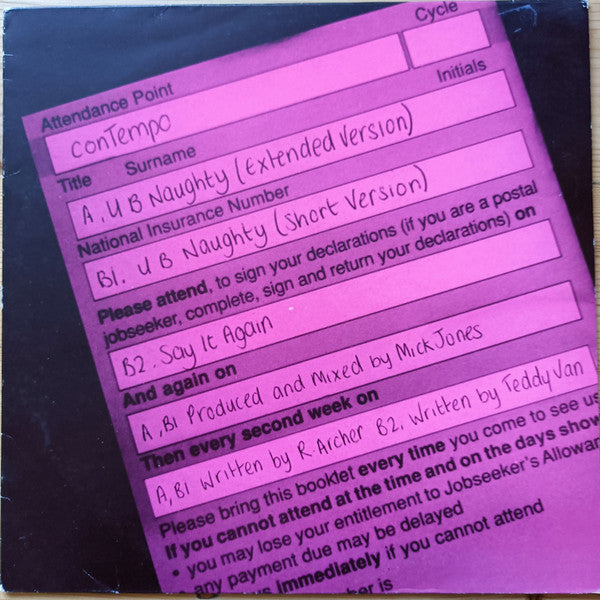 Cycle
Attendance Point
conTempo
Initials
Title Surname
A, U B Naughty (Extended Version)
National Insurance Number
B1. U B Naughty (Short Version)
Please attend, to sign your declarations (if you are a postal
jobseeker, complete, sign and return your declarations) on
B2. Say It Again
And again on
A, B1 Produced and Mixed by Mick Jones
Then every second week on
A, B1 Written by R. Archer B2. Written by Teddy Van
Please bring this booklet every time you come to see us
If you cannot attend at the time and on the days show
• you may lose your entitlement to Jobseeker's Allowan
any payment due may be delayed
immediately if you cannot attend
is